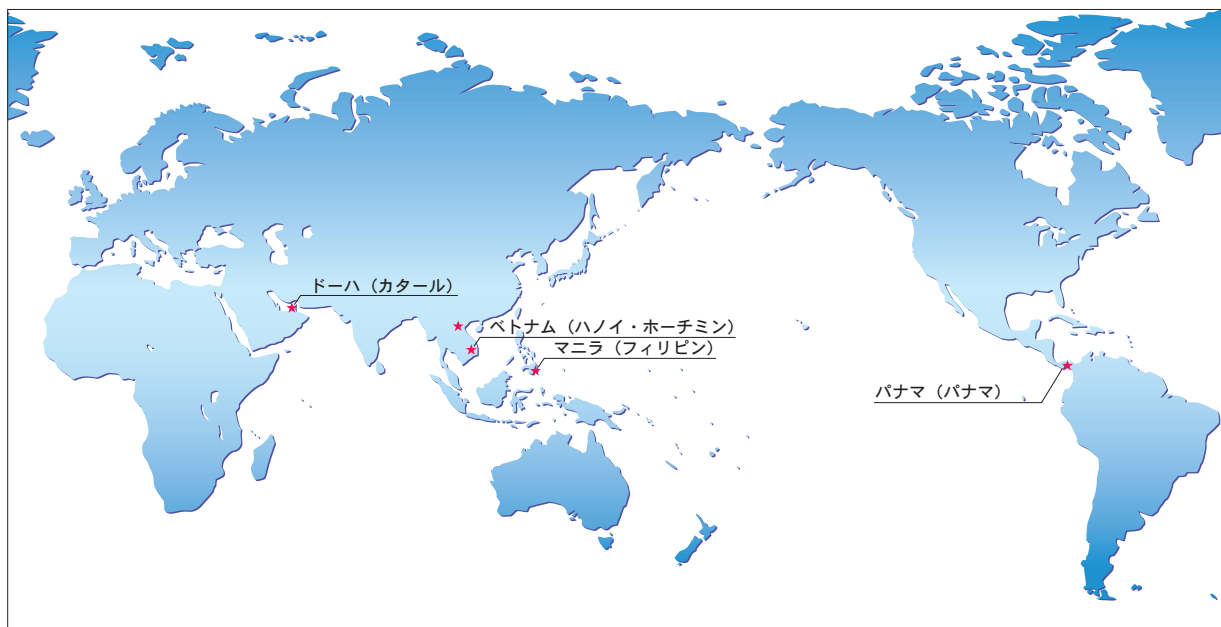 ドーハ（カタール）
ベトナム（ハノイ・ホーチミン）
マニラ（フィリピン）
パナマ（パナマ）